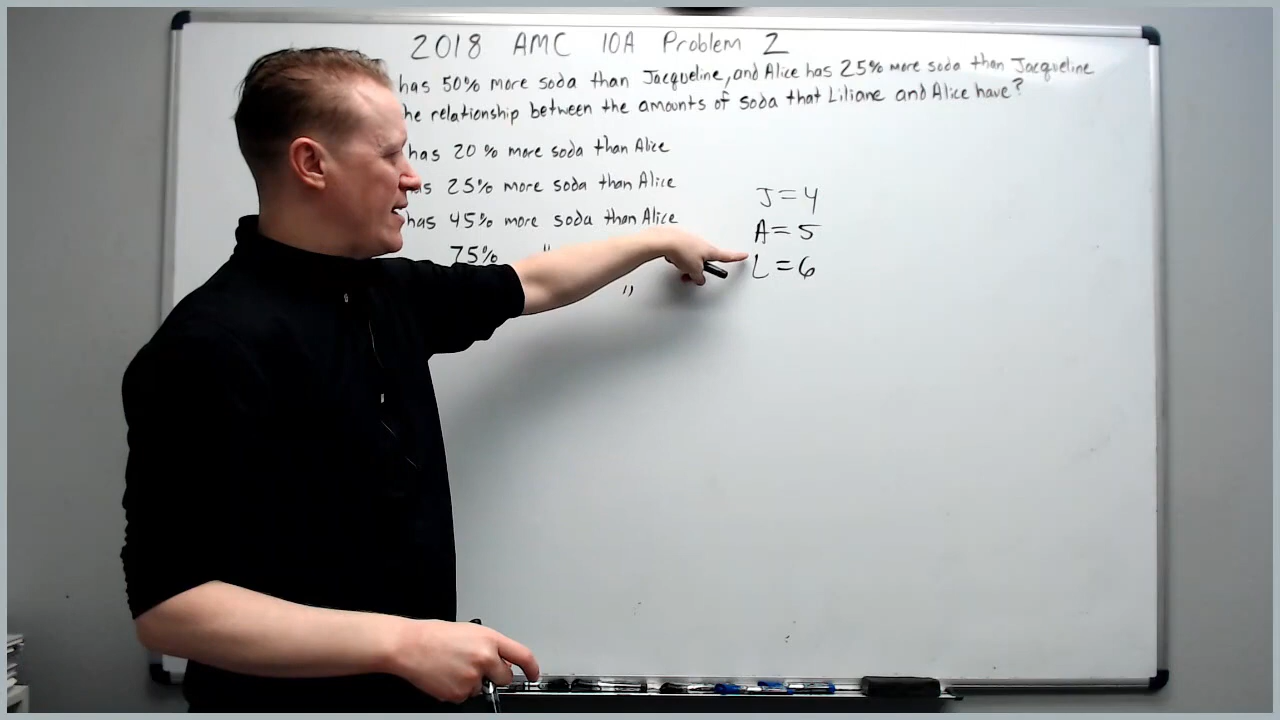 2018 AMC 10A Problem 2
has 50% more soda than Jacqueline, and Alice has 25% more soda than Jacqueline
he relationship between the amounts of soda that Liliane and Alice have?
has 20% more soda than Alice
as 25% more soda than Alice
has 45% more soda than Alice
75% "
"
J=4
A=5
L=6